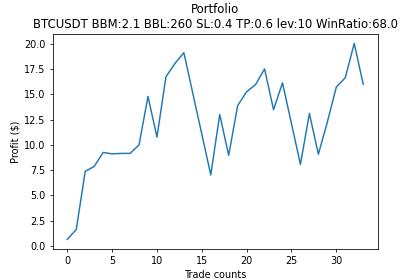 Portfolio
BTCUSDT BBM:2.1 BBL:260 SL:0.4 TP:0.6 lev:10 WinRatio:68.0
20.0
17.5
15.0
12.5
10.0
7.5
5.0
2.5
0.0
Profit ($)
0 5 10 15 20 25 30
Trade counts